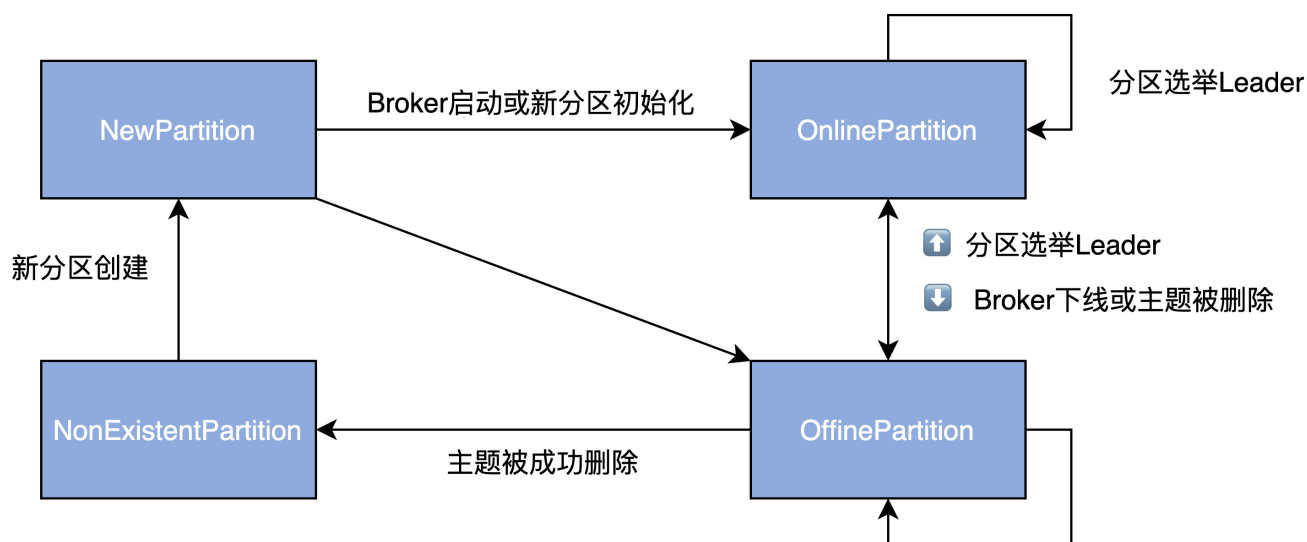 NewPartition
Broker启动或新分区初始化
OnlinePartition
分区选举Leader
新分区创建
⬆️ 分区选举Leader
⬇️ Broker下线或主题被删除
NonExistentPartition
主题被成功删除
OffinePartition